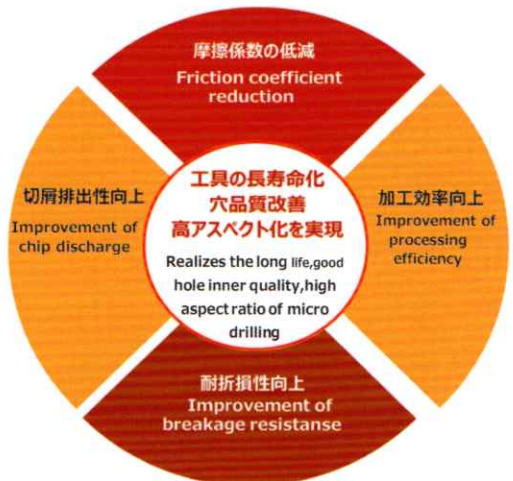 摩擦係数の低減
Friction coefficient
reduction
切屑排出性向上
Improvement of
chip discharge
工具の長寿命化
穴品質改善
高アスペクト化を実現
Realizes the long life,good
hole inner quality,high
aspect ratio of micro
drilling
加工効率向上
Improvement of
processing
efficiency
耐折損性向上
Improvement of
breakage resistanse